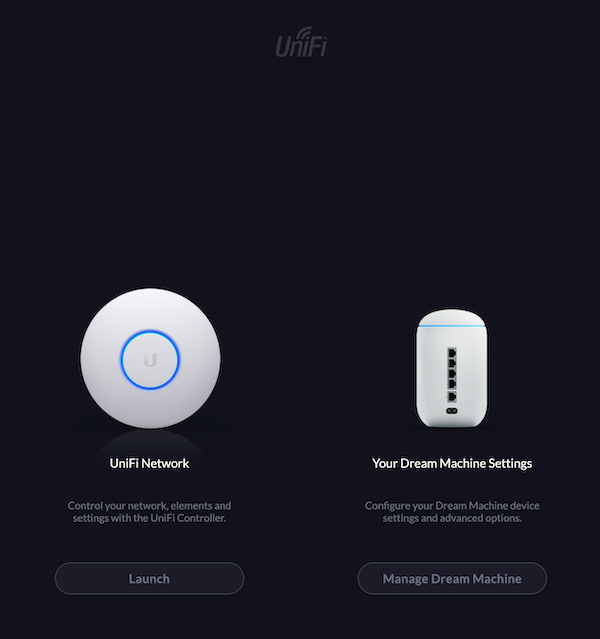 UniFi
U
UniFi Network
Your Dream Machine Settings
Control your network, elements and
settings with the UniFi Controller.
Configure your Dream Machine device
settings and advanced options.
Launch
Manage Dream Machine